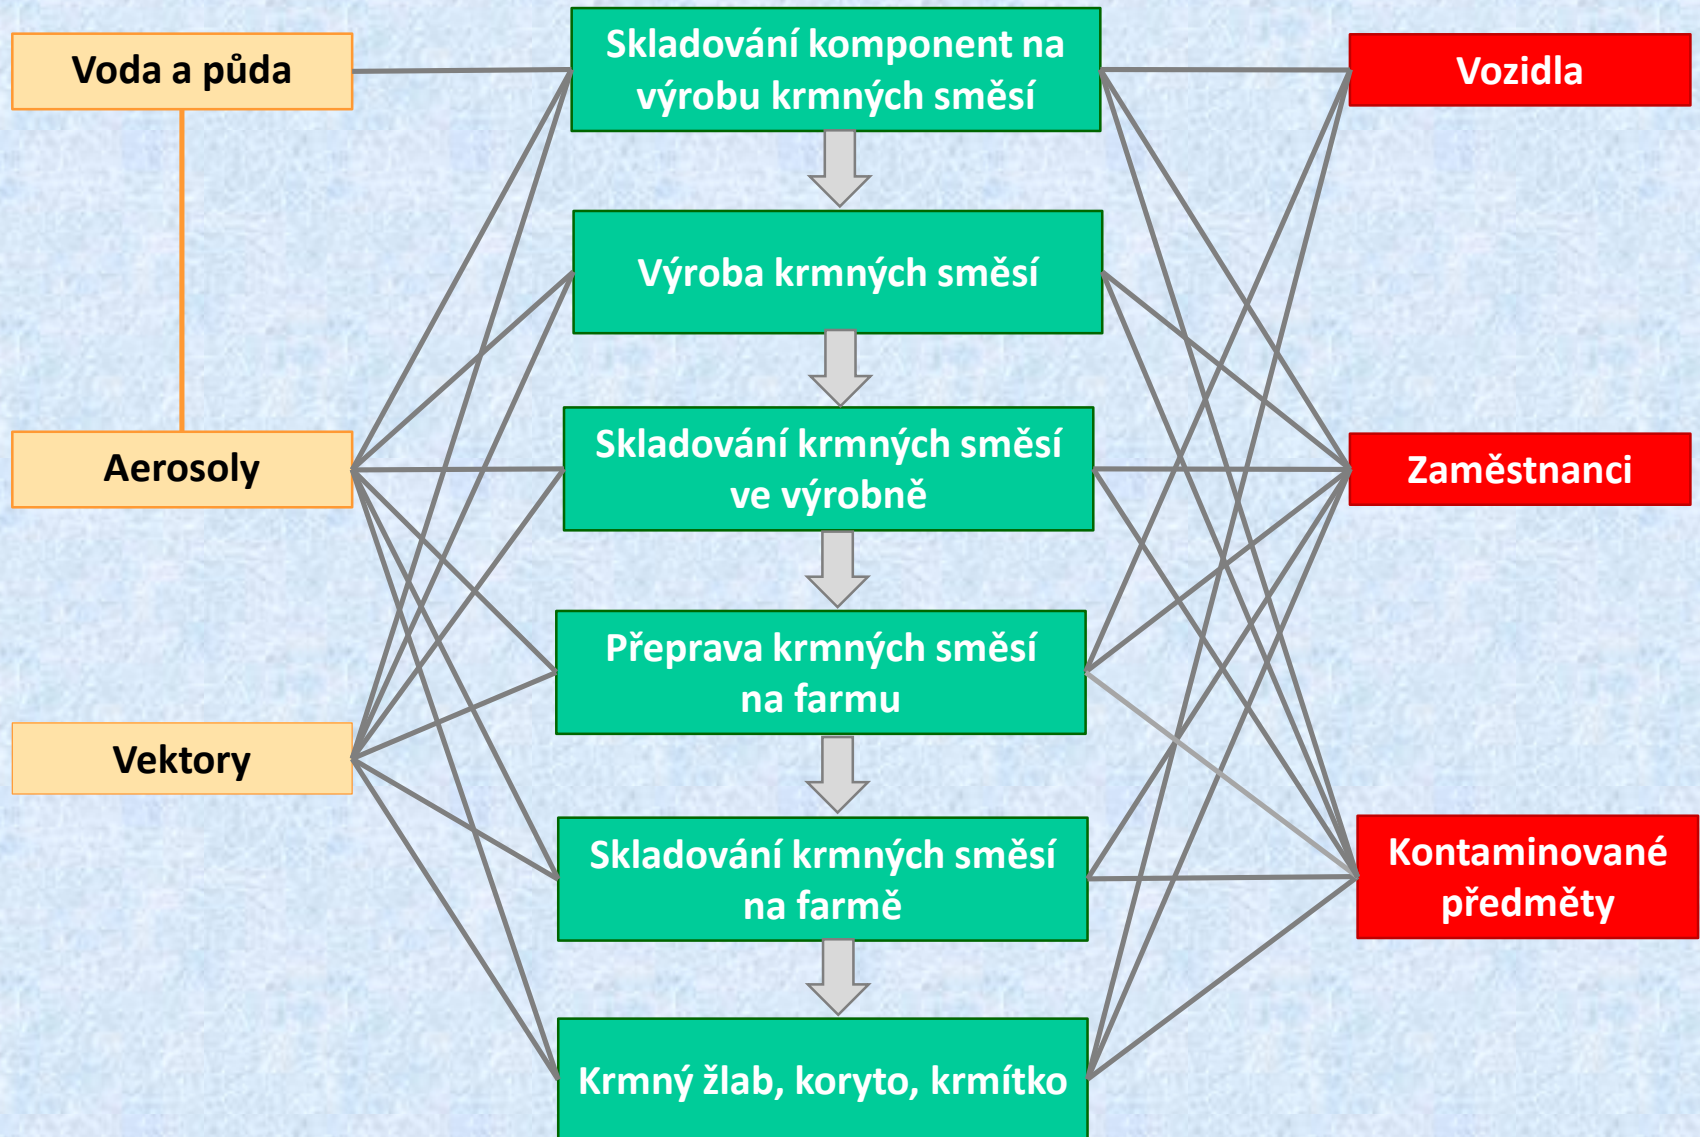 Voda a půda
Skladování komponent na
výrobu krmných směsí
Vozidla
Výroba krmných směsí
Aerosoly
Skladování krmných směsí
ve výrobně
Zaměstnanci
Přeprava krmných směsí
na farmu
Vektory
Skladování krmných směsí
na farmě
Kontaminované
předměty
Krmný žlab, koryto, krmítko